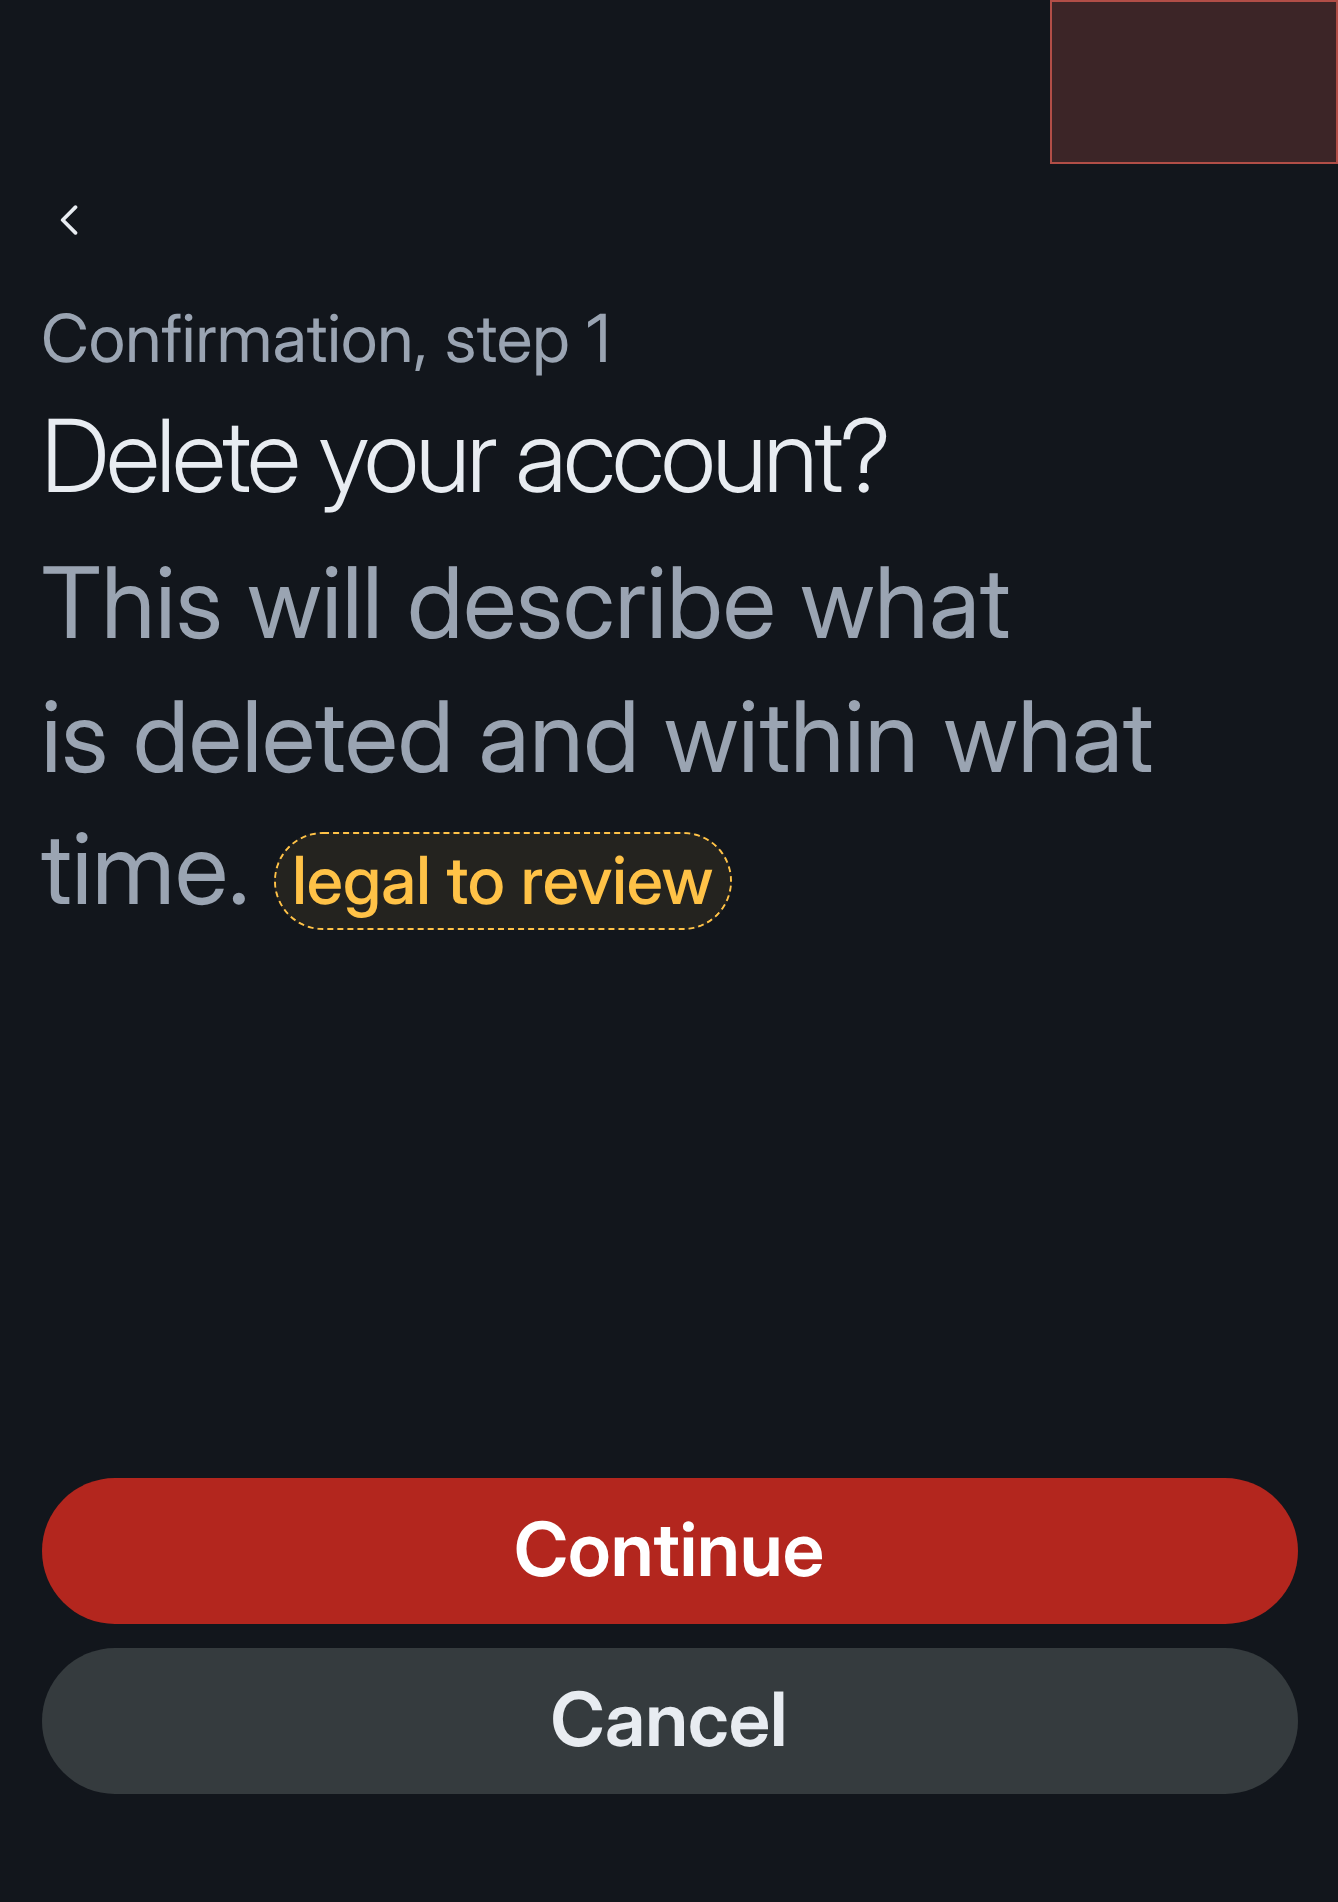 Confirmation, step 1
Delete your account?
This will describe what
is deleted and within what
time. legal to review
Continue
Cancel